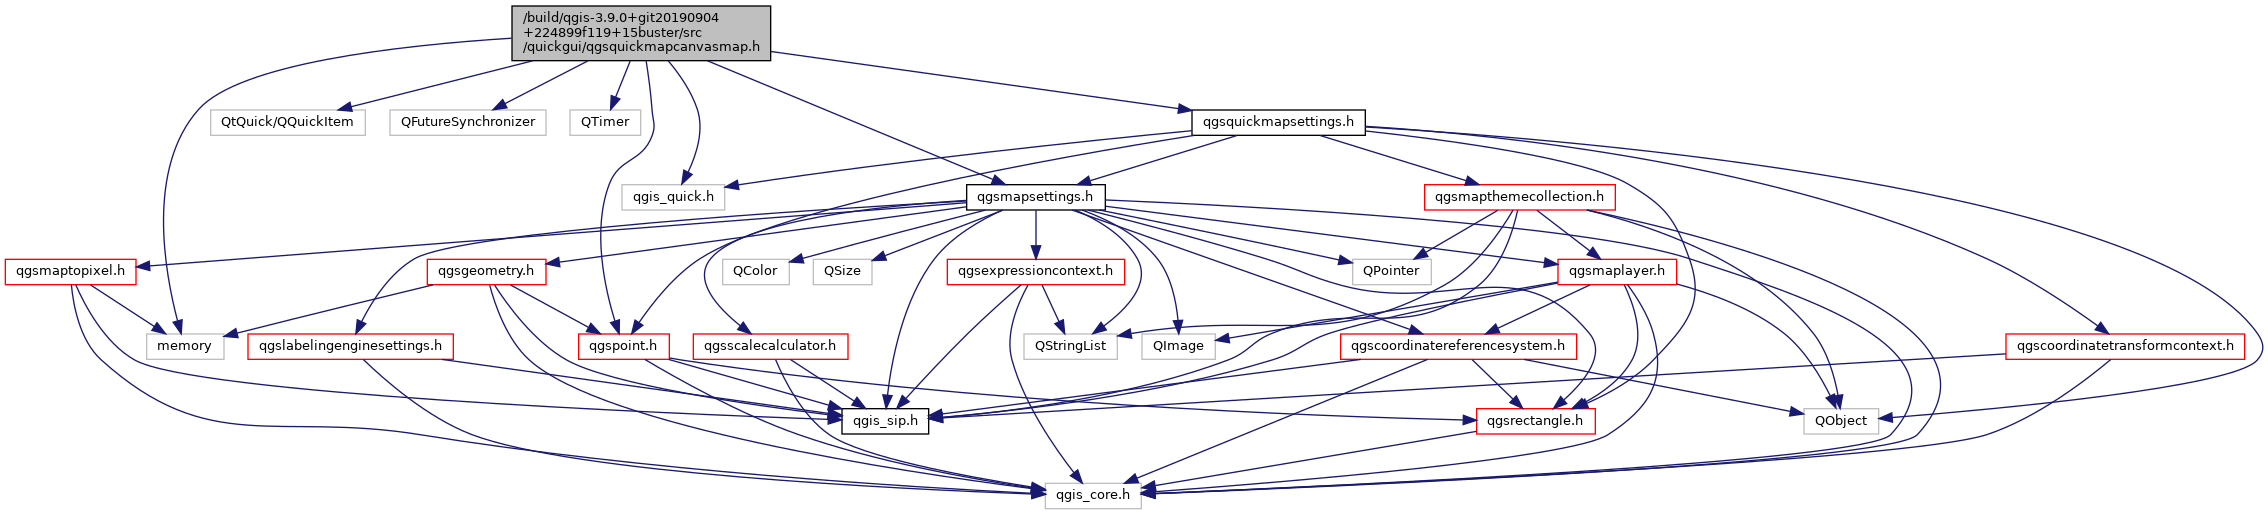 /build/qgis-3.9.0+git20190904
+224899f119+15buster/src
/quickgui/qgsquickmapcanvasmap.h
QtQuick/QQuickItem
QFutureSynchronizer
QTimer
qgsquickmapsettings.h
qgis_quick.h
qgsmapsettings.h
qgsmapthemecollection.h
qgsmaptopixel.h
qgsgeometry.h
QColor
QSize
qgsexpressioncontext.h
QPointer
qgsmaplayer.h
memory
qgslabelingenginesettings.h
qgspoint.h
qgsscalecalculator.h
QStringList
QImage
qgscoordinatereferencesystem.h
qgscoordinatetransformcontext.h
qgis_sip.h
qgsrectangle.h
QObject
qgis_core.h